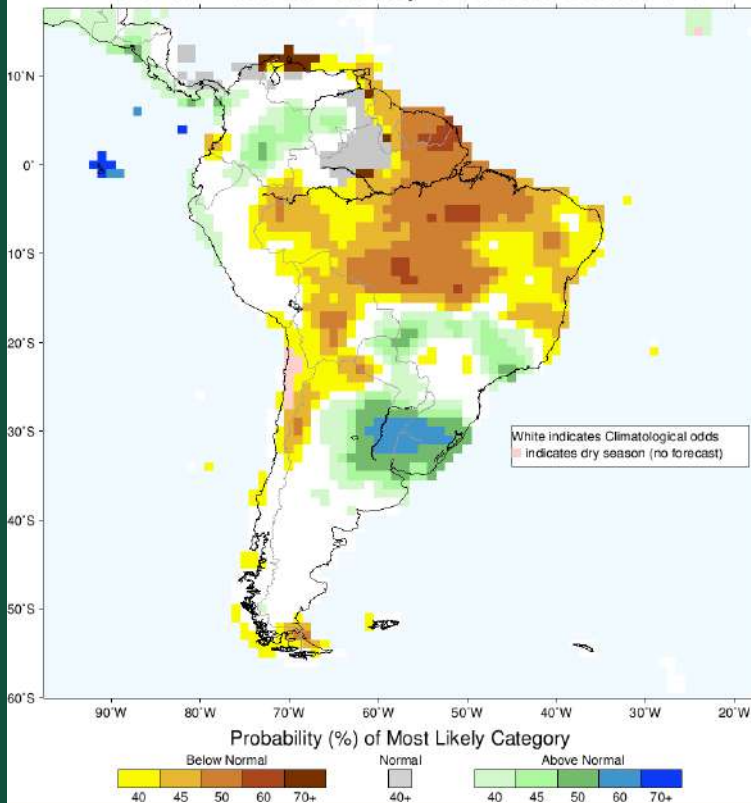 10°N
0°
10°S
20°S
30°S
40°S
50°S
60°S
White indicates Climatological odds
indicates dry season (no forecast)
90°W 80°W 70°W 60°W 50°W 40°W 30°W 20°W
Probability (%) of Most Likely Category
Below Normal Normal Above Normal
40 45 50 60 70+ 40+ 40 45 50 60 70+